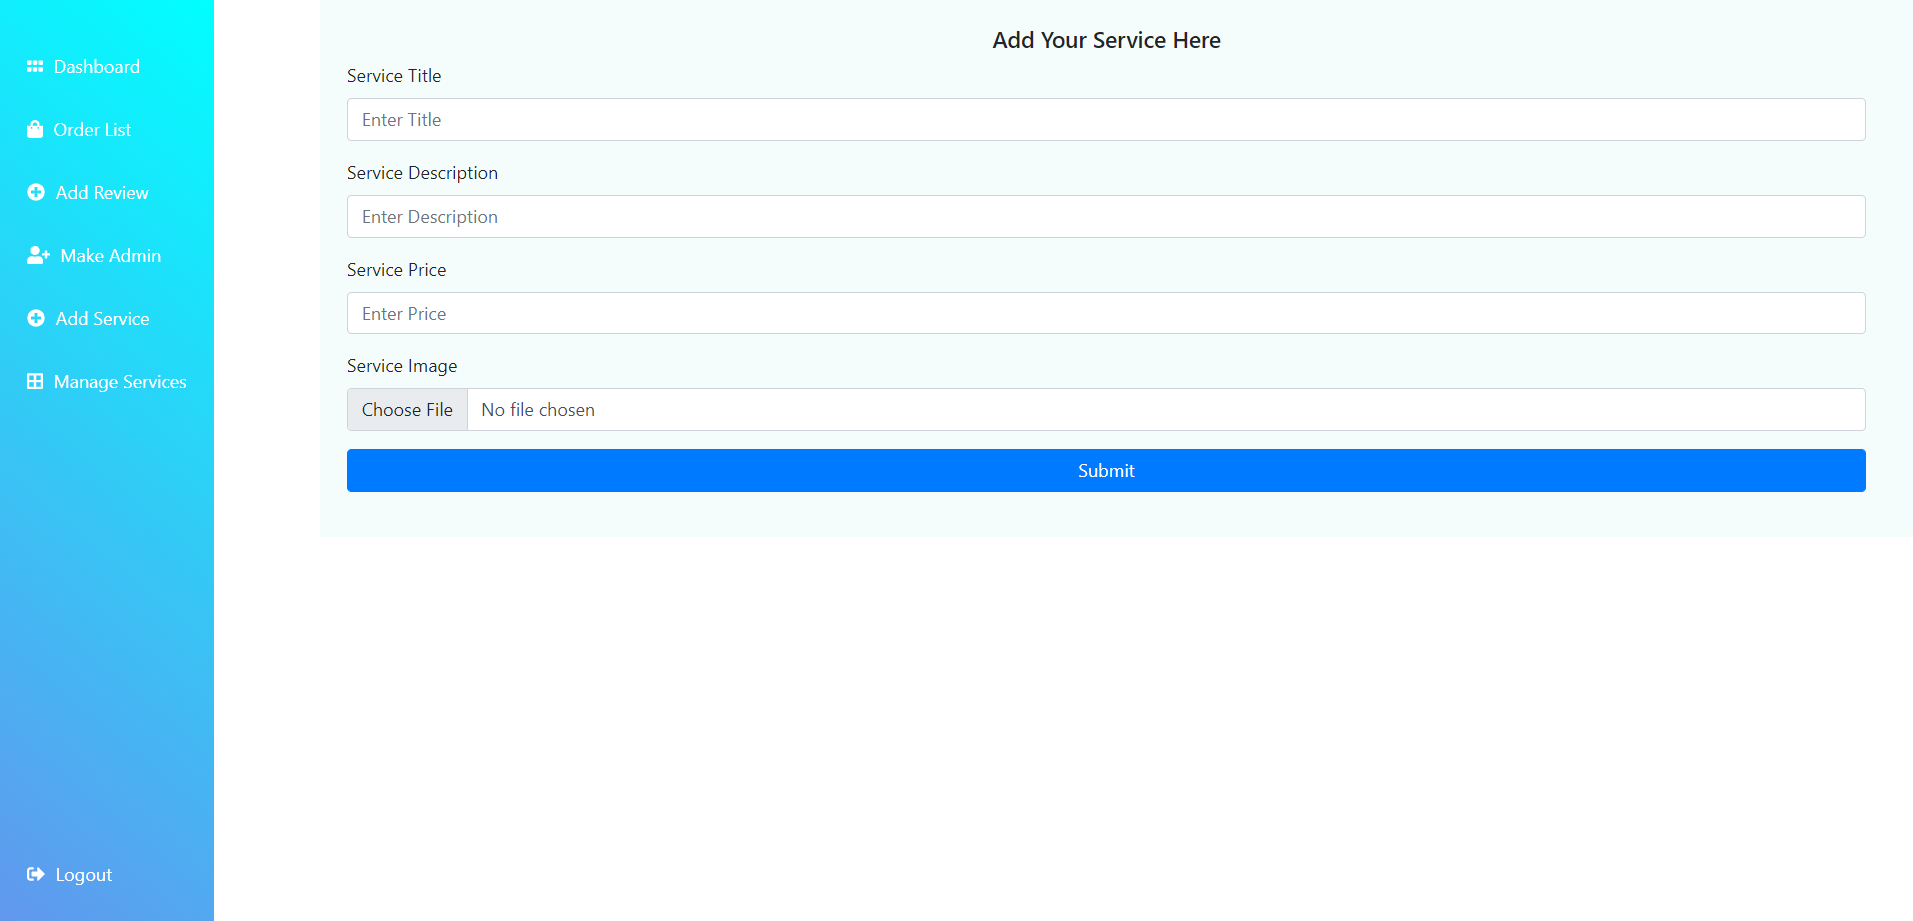 Dashboard
Order List
Add Review
Make Admin
Add Service
Manage Services
Logout
Add Your Service Here
Service Title
Enter Title
Service Description
Enter Description
Service Price
Enter Price
Service Image
Choose File No file chosen
Submit